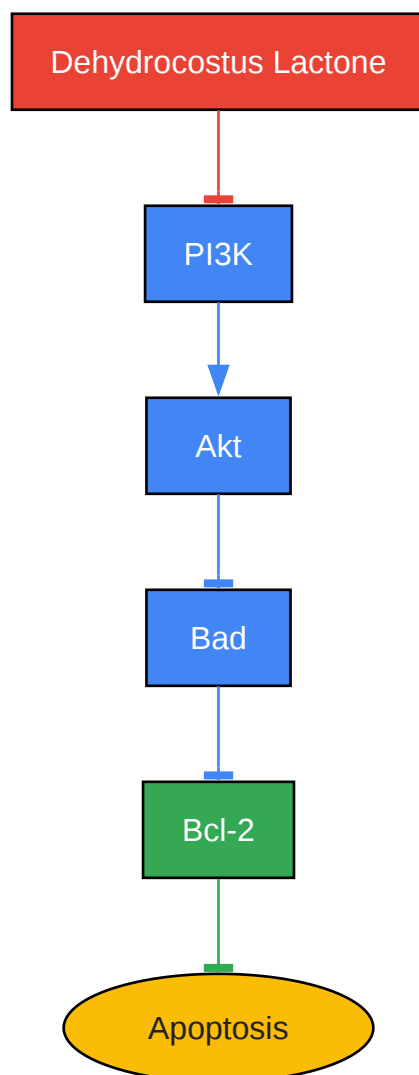 Dehydrocostus Lactone
PI3K
Akt
Bad
Bcl-2
Apoptosis